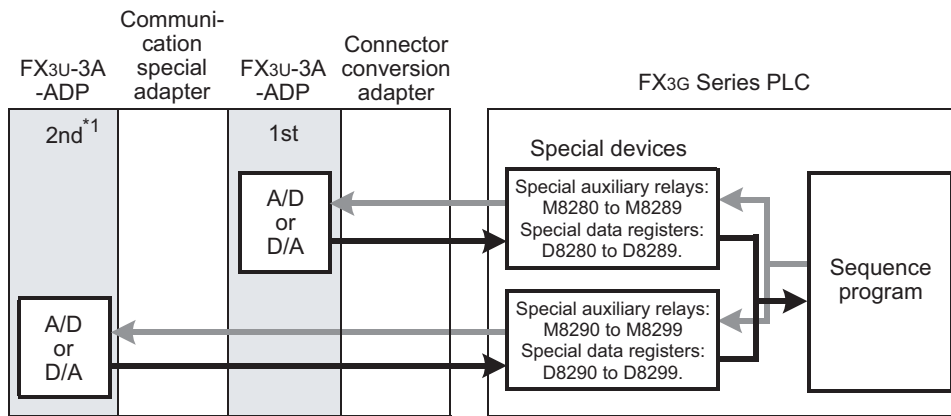 FX3U-3A
-ADP
Communi-
cation
special
adapter
FX3U-3A
-ADP
Connector
conversion
adapter
FX3G Series PLC
2nd*1
1st
Special devices
A/D
or
D/A
Special auxiliary relays:
M8280 to M8289
Special data registers:
D8280 to D8289.
Sequence
program
A/D
or
D/A
Special auxiliary relays:
M8290 to M8299
Special data registers:
D8290 to D8299.